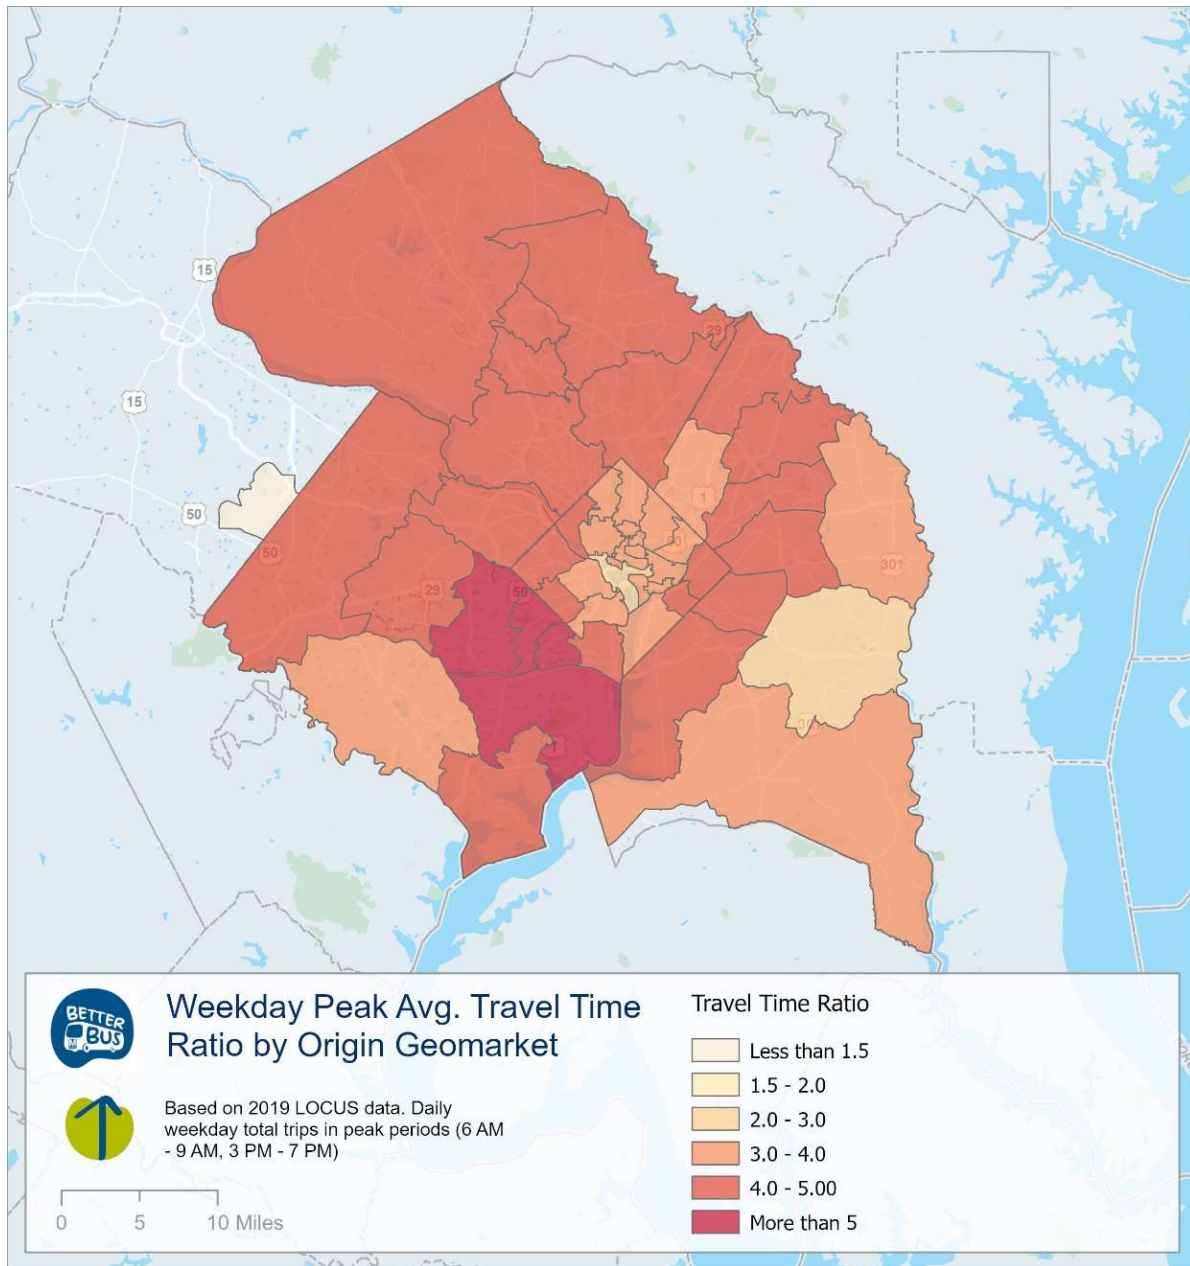 15
29
15
1
50
50
50
301
29
50
BETTER
BUS
M
Weekday Peak Avg. Travel Time
Ratio by Origin Geomarket
Based on 2019 LOCUS data. Daily
weekday total trips in peak periods (6 AM
- 9 AM, 3 PM - 7 PM)
0 5 10 Miles
Travel Time Ratio
Less than 1.5
1.5 - 2.0
2.0 - 3.0
3.0 - 4.0
4.0 - 5.00
More than 5